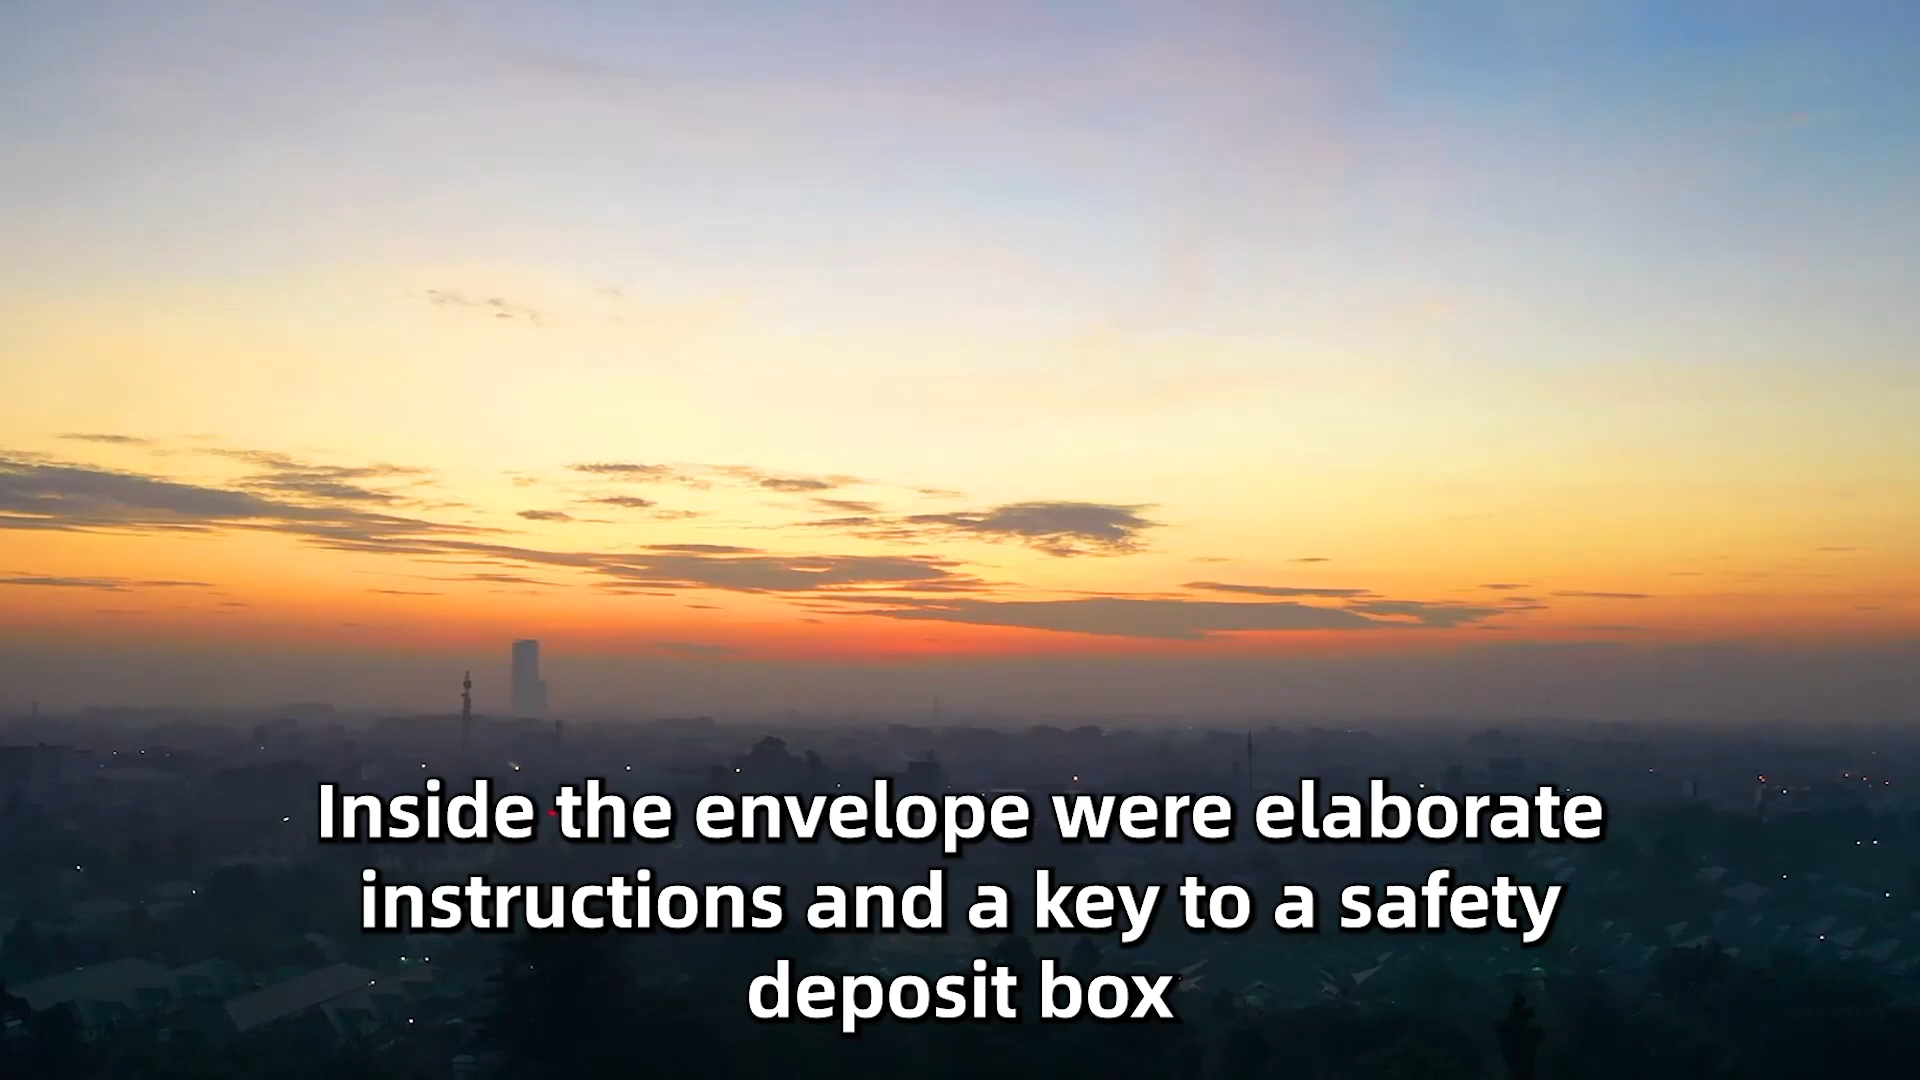 Inside the envelope were elaborate
instructions and a key to a safety
deposit box